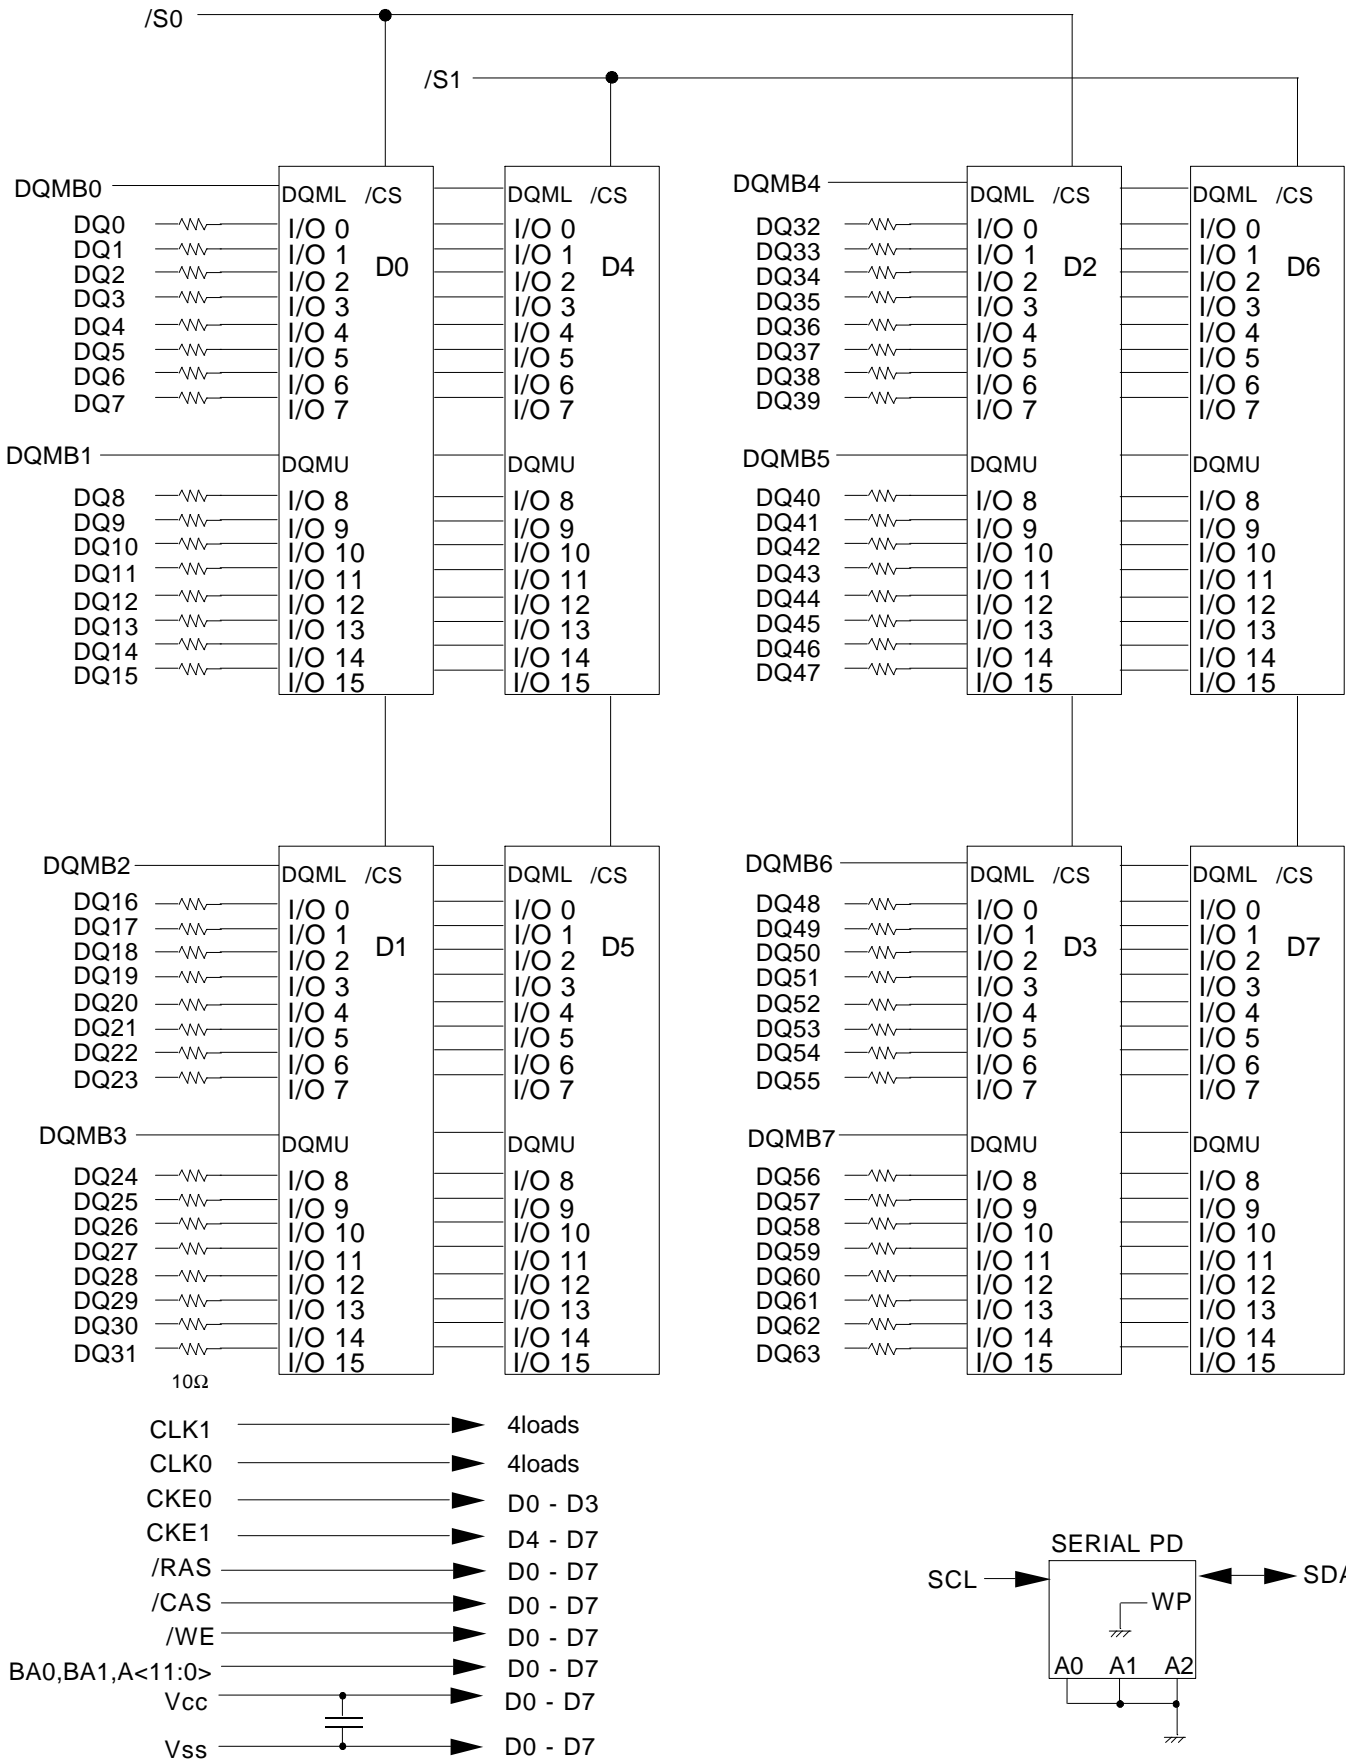 /S0
/S1
DQMB0 DQML /CS DQML /CS DQMB4 DQML /CS DQML /CS
DQ0 I/O 0 I/O 0 DQ32 I/O 0 I/O 0
DQ1 I/O 1 I/O 1 DQ33 I/O 1 I/O 1
D0 D4 D2 D6
DQ2 I/O 2 I/O 2 DQ34 I/O 2 I/O 2
DQ3 I/O 3 I/O 3 DQ35 I/O 3 I/O 3
DQ4 I/O 4 I/O 4 DQ36 I/O 4 I/O 4
DQ5 I/O 5 I/O 5 DQ37 I/O 5 I/O 5
DQ6 I/O 6 I/O 6 DQ38 I/O 6 I/O 6
DQ7 I/O 7 I/O 7 DQ39 I/O 7 I/O 7
DQMB1 DQMU DQMU DQMB5 DQMU DQMU
DQ8 I/O 8 I/O 8 DQ40 I/O 8 I/O 8
DQ9 I/O 9 I/O 9 DQ41 I/O 9 I/O 9
DQ10 I/O 10 I/O 10 DQ42 I/O 10 I/O 10
DQ11 I/O 11 I/O 11 DQ43 I/O 11 I/O 11
DQ12 I/O 12 I/O 12 DQ44 I/O 12 I/O 12
DQ13 I/O 13 I/O 13 DQ45 I/O 13 I/O 13
DQ14 I/O 14 I/O 14 DQ46 I/O 14 I/O 14
DQ15 I/O 15 I/O 15 DQ47 I/O 15 I/O 15
DQMB2 DQML /CS DQML /CS DQMB6 DQML /CS DQML /CS
DQ16 I/O 0 I/O 0 DQ48 I/O 0 I/O 0
DQ17 I/O 1 I/O 1 DQ49 I/O 1 I/O 1
D1 D5 D3 D7
DQ18 I/O 2 I/O 2 DQ50 I/O 2 I/O 2
DQ19 I/O 3 I/O 3 DQ51 I/O 3 I/O 3
DQ20 I/O 4 I/O 4 DQ52 I/O 4 I/O 4
DQ21 I/O 5 I/O 5 DQ53 I/O 5 I/O 5
DQ22 I/O 6 I/O 6 DQ54 I/O 6 I/O 6
DQ23 I/O 7 I/O 7 DQ55 I/O 7 I/O 7
DQMB3 DQMU DQMU DQMB7 DQMU DQMU
DQ24 I/O 8 I/O 8 DQ56 I/O 8 I/O 8
DQ25 I/O 9 I/O 9 DQ57 I/O 9 I/O 9
DQ26 I/O 10 I/O 10 DQ58 I/O 10 I/O 10
DQ27 I/O 11 I/O 11 DQ59 I/O 11 I/O 11
DQ28 I/O 12 I/O 12 DQ60 I/O 12 I/O 12
DQ29 I/O 13 I/O 13 DQ61 I/O 13 I/O 13
DQ30 I/O 14 I/O 14 DQ62 I/O 14 I/O 14
DQ31 I/O 15 I/O 15 DQ63 I/O 15 I/O 15
10Ω
CLK1 4loads
CLK0 4loads
CKE0 D0 - D3
CKE1 D4 - D7
/RAS D0 - D7
/CAS D0 - D7
/WE D0 - D7
BA0,BA1,A<11:0> D0 - D7
Vcc D0 - D7
Vss D0 - D7
SERIAL PD
SCL SDA
WP
A0 A1 A2